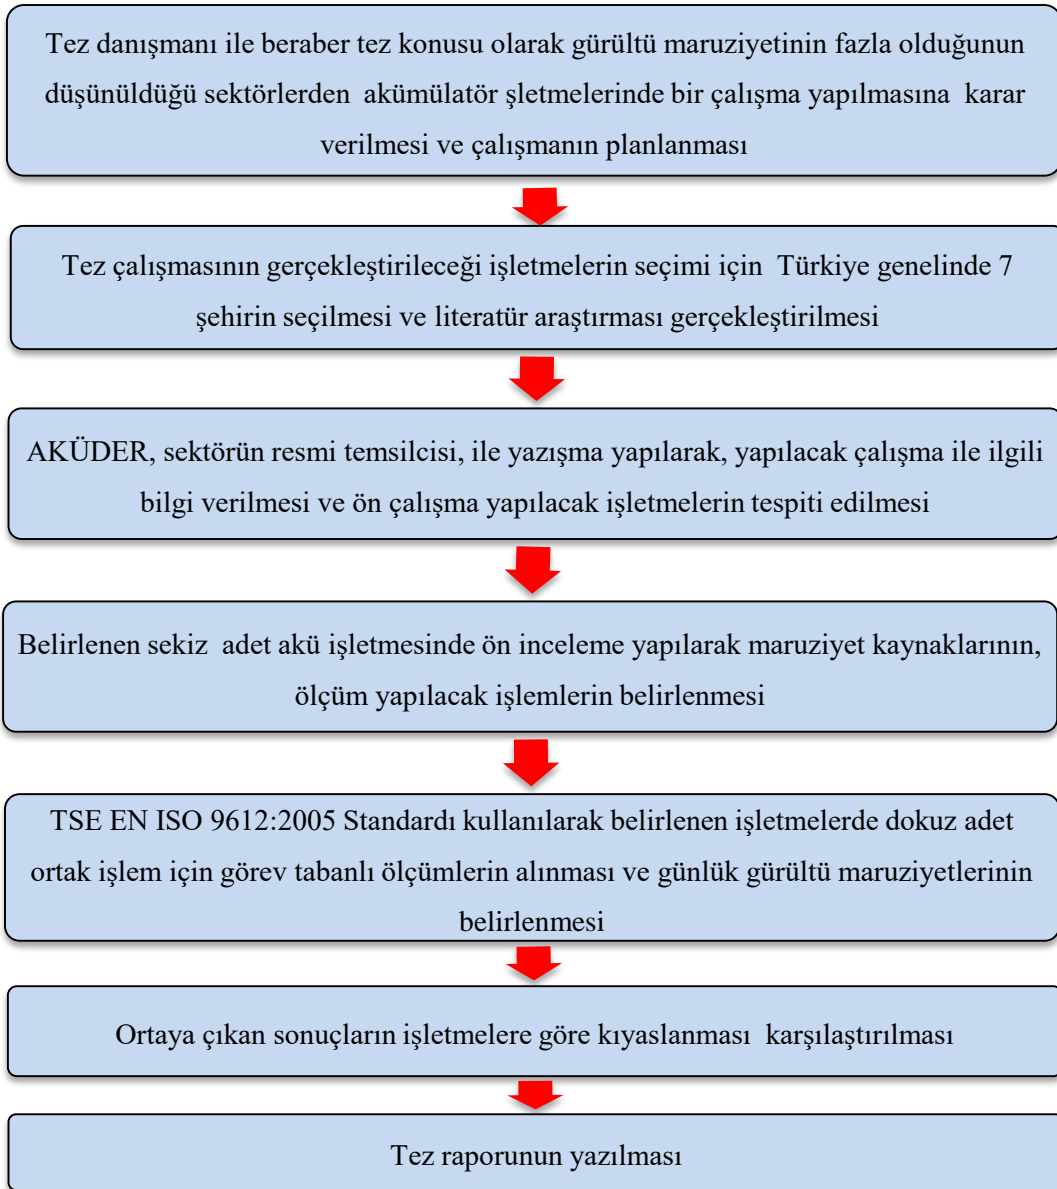 Tez danışmanı ile beraber tez konusu olarak gürültü maruziyetinin fazla olduğunun
düşünüldüğü sektörlerden akümülatör şletmelerinde bir çalışma yapılmasına karar
verilmesi ve çalışmanın planlanması
Tez çalışmasının gerçekleştirileceği işletmelerin seçimi için Türkiye genelinde 7
şehirin seçilmesi ve literatür araştırması gerçekleştirilmesi
AKÜDER, sektörün resmi temsilcisi, ile yazışma yapılarak, yapılacak çalışma ile ilgili
bilgi verilmesi ve ön çalışma yapılacak işletmelerin tespiti edilmesi
Belirlenen sekiz adet akü işletmesinde ön inceleme yapılarak maruziyet kaynaklarının,
ölçüm yapılacak işlemlerin belirlenmesi
TSE EN ISO 9612:2005 Standardı kullanılarak belirlenen işletmelerde dokuz adet
ortak işlem için görev tabanlı ölçümlerin alınması ve günlük gürültü maruziyetlerinin
belirlenmesi
Ortaya çıkan sonuçların işletmelere göre kıyaslanması karşılaştırılması
Tez raporunun yazılması